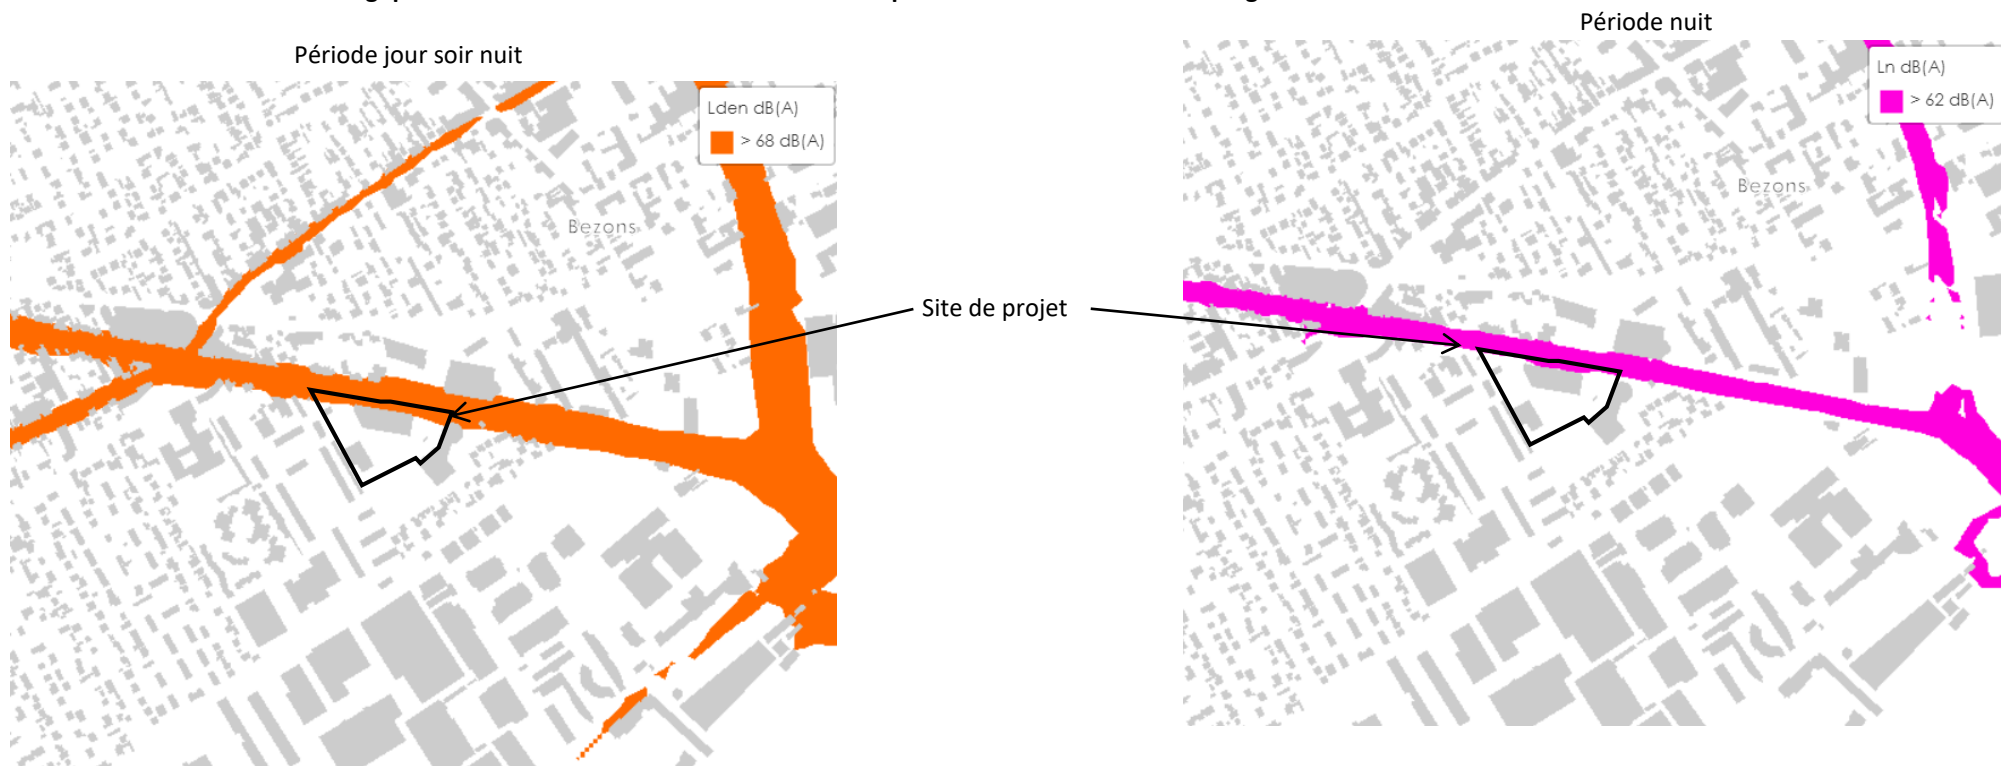 Période jour soir nuit
Lden dB(A)
> 68 dB(A)
Bezons
Site de projet
Période nuit
Ln dB(A)
> 62 dB(A)
Bezons